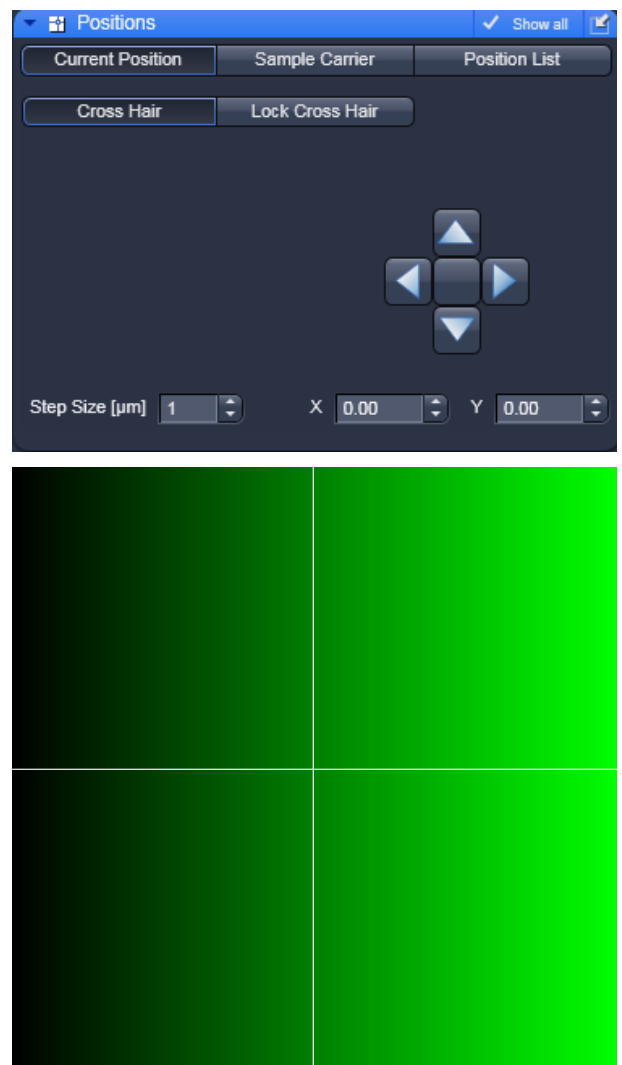 Positions Show all
Current Position Sample Carrier Position List
Cross Hair Lock Cross Hair
Step Size [µm] 1 X 0.00 Y 0.00